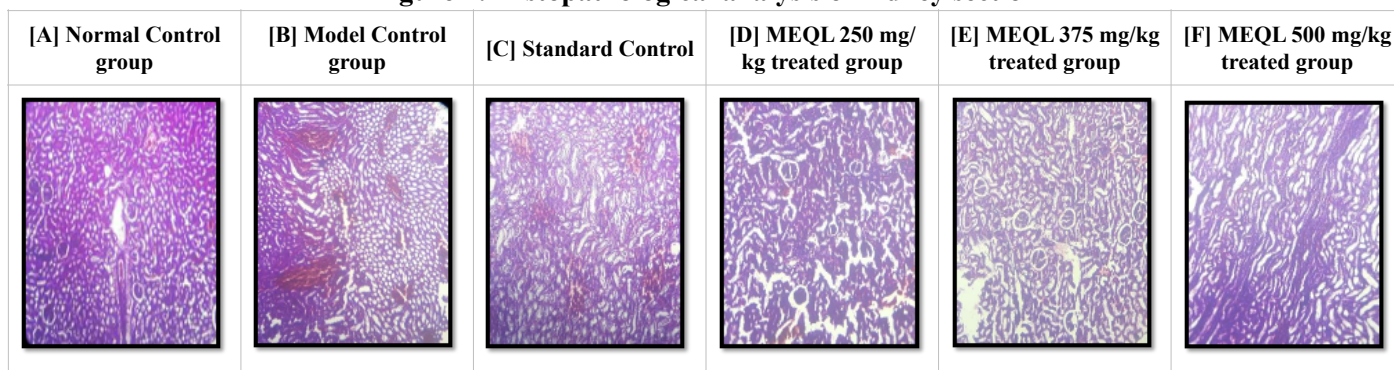 [A] Normal Control
group
[B] Model Control
group
[C] Standard Control
[D] MEQL 250 mg/
kg treated group
[E] MEQL 375 mg/kg
treated group
[F] MEQL 500 mg/kg
treated group